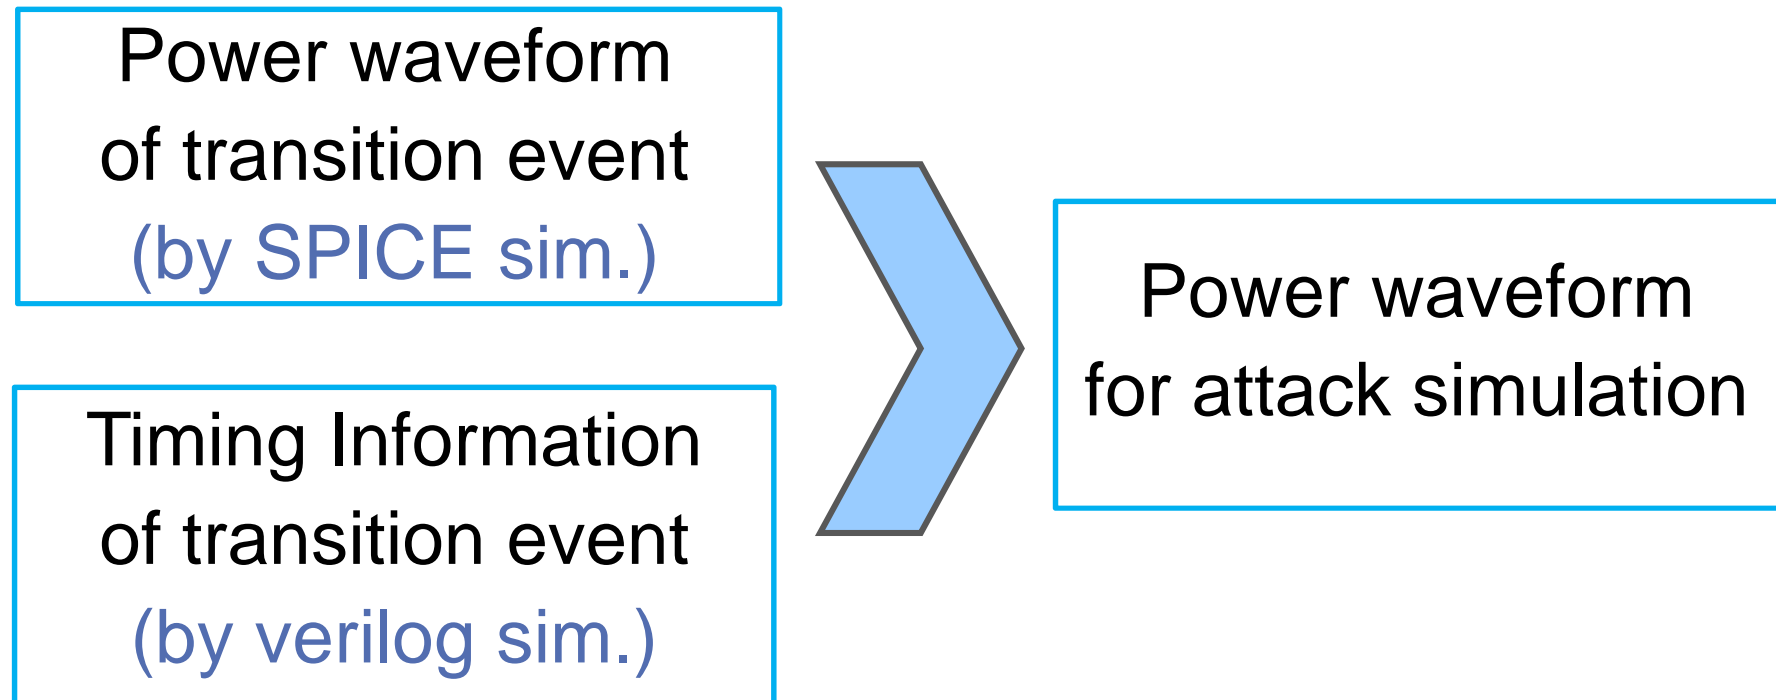 Power waveform
of transition event
(by SPICE sim.)
Timing Information
of transition event
(by verilog sim.)
Power waveform
for attack simulation